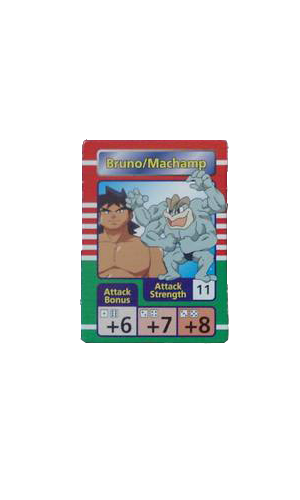 Bruno/Machamp
Attack
Bonus
Attack
Strength
11
+6 +7 +8